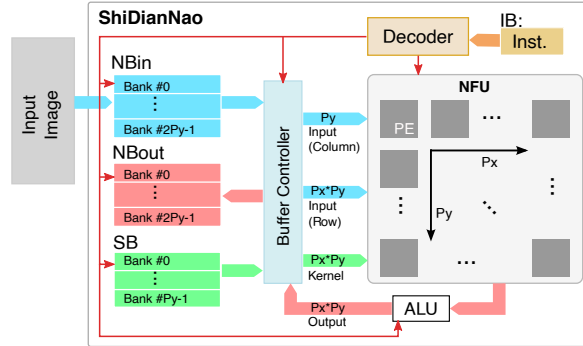 ShiDianNao
IB:
Decoder
Inst.
Input
Image
NBin
Bank #0
⋮
Bank #2Py-1
NBout
Bank #0
⋮
Bank #2Py-1
SB
Bank #0
⋮
Bank #Py-1
Buffer Controller
Py
Input
(Column)
Px*Py
Input
(Row)
Px*Py
Kernel
Px*Py
Output
NFU
PE
...
Px
Py
⋮
⋱
⋮
...
ALU